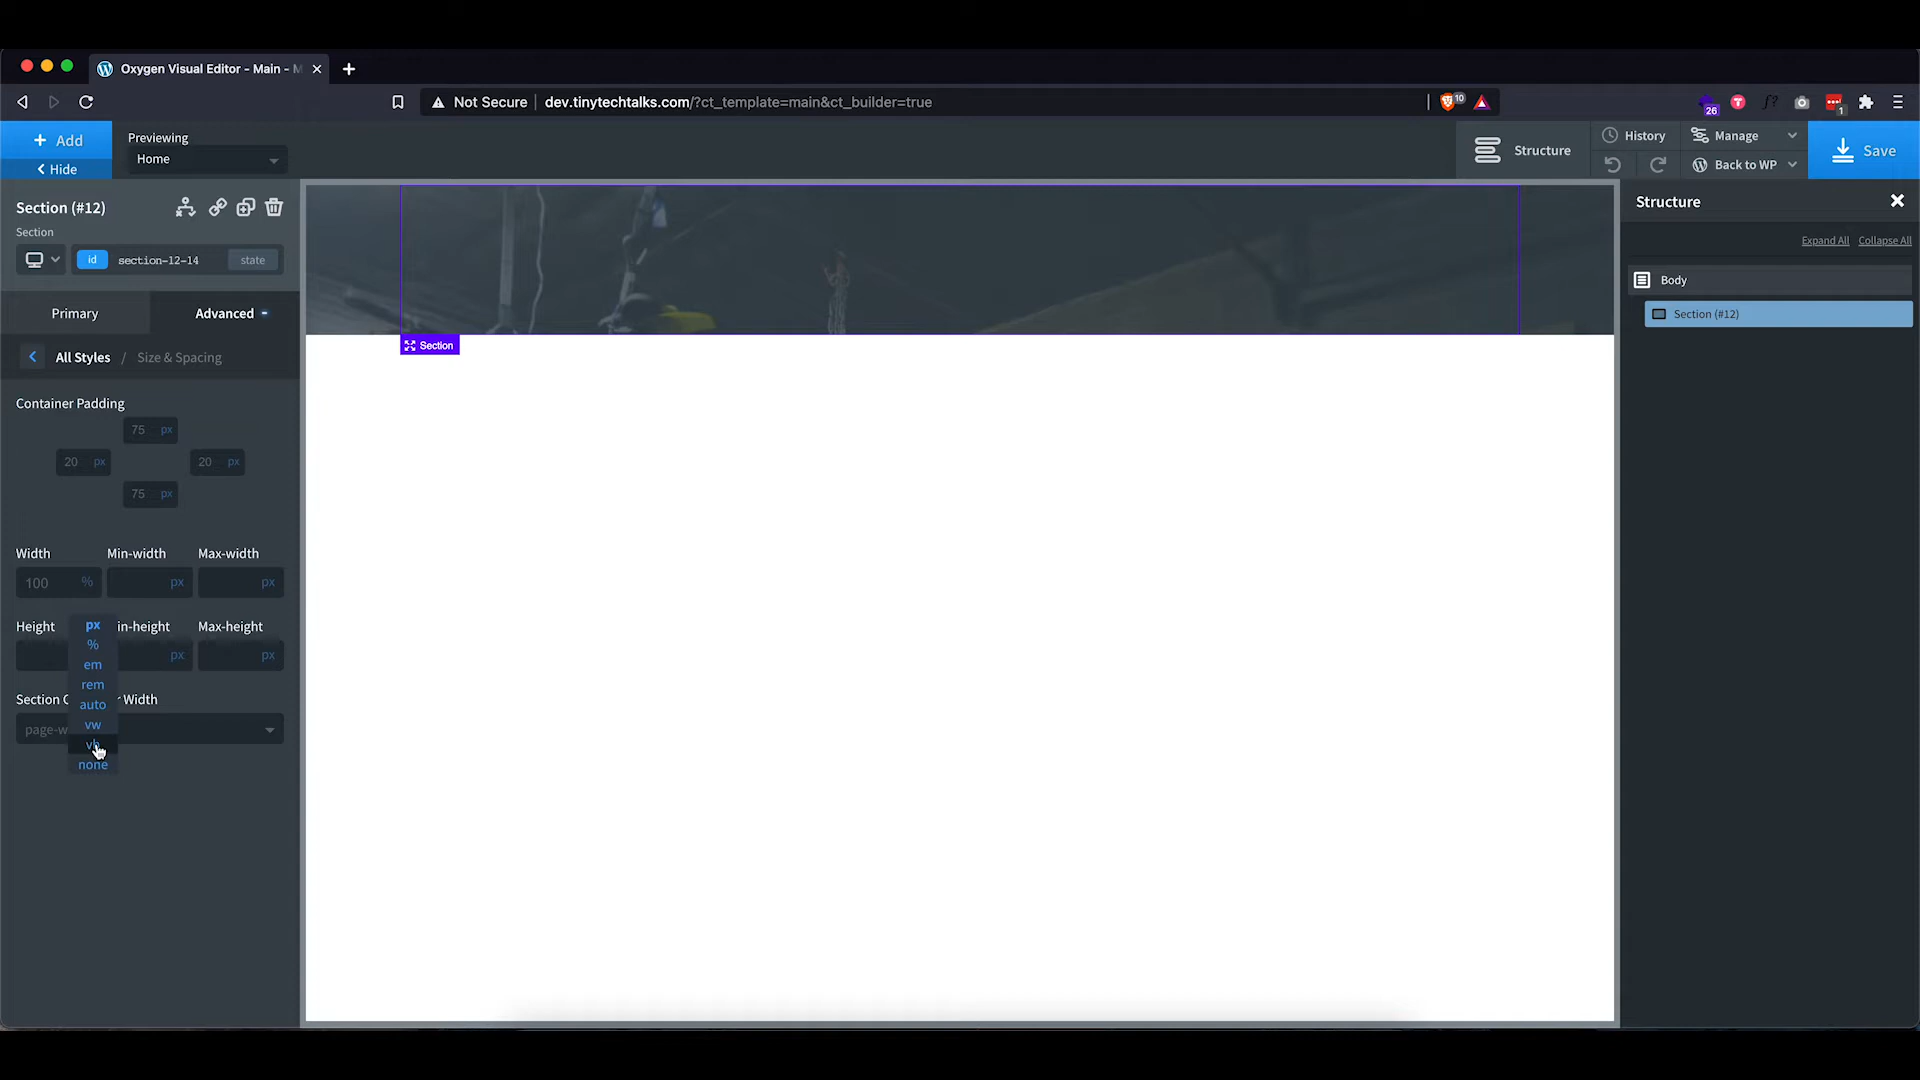 Oxygen Visual Editor - Main - M
Not Secure
dev.tinytechtalks.com/?ct_template=main&ct_builder=true
10
26
1
+ Add
Hide
Previewing
Home
Structure
History
Manage
Back to WP
Save
Section (#12)
Section
id
section-12-14
state
Primary
Advanced
All Styles / Size & Spacing
Container Padding
75 px
20 px
20 px
75 px
Width
Min-width
Max-width
100 %
px
px
Height
in-height
Max-height
px
px
px
%
em
rem
auto
vw
vh
none
Section C
r Width
page-w
Section
Structure
Expand All
Collapse All
Body
Section (#12)